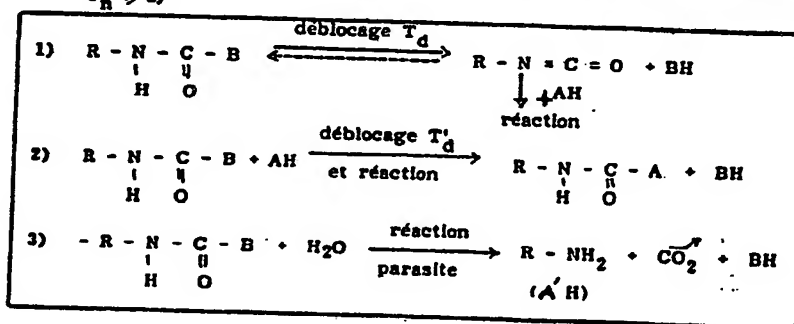 déblocage T_d
1) R - N - C - B ⇌ R - N = C = O + BH
H O ↓ + AH
réaction
déblocage T'_d
2) R - N - C - B + AH → R - N - C - A. + BH
et réaction
H O H O
réaction
3) - R - N - C - B + H₂O → R - NH₂ + CO₂ + BH
parasite
H O (A'H)